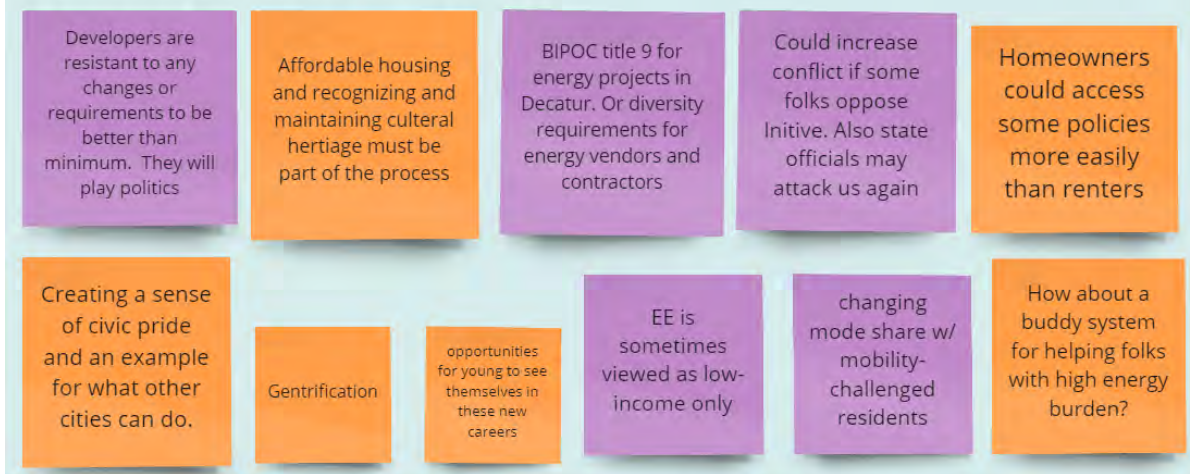 Developers are
resistant to any
changes or
requirements to be
better than
minimum. They will
play politics
Affordable housing
and recognizing and
maintaining culteral
hertiage must be
part of the process
BIPOC title 9 for
energy projects in
Decatur. Or diversity
requirements for
energy vendors and
contractors
Could increase
conflict if some
folks oppose
Initive. Also state
officials may
attack us again
Homeowners
could access
some policies
more easily
than renters
Creating a sense
of civic pride
and an example
for what other
cities can do.
Gentrification
opportunities
for young to see
themselves in
these new
careers
EE is
sometimes
viewed as low-
income only
changing
mode share w/
mobility-
challenged
residents
How about a
buddy system
for helping folks
with high energy
burden?